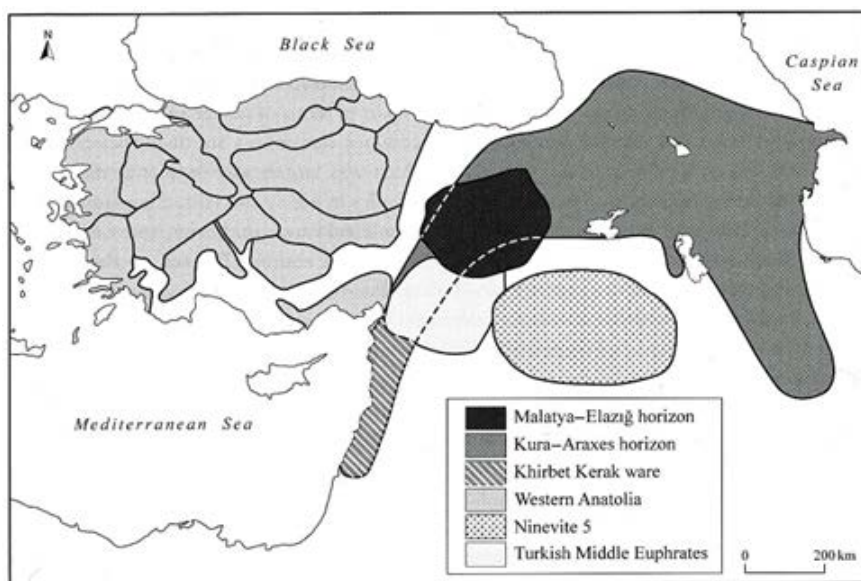 N
Black Sea
Caspian
Sea
Mediterranean Sea
Malatya–Elazığ horizon
Kura–Araxes horizon
Khirbet Kerak ware
Western Anatolia
Ninevite 5
Turkish Middle Euphrates
0 200 km